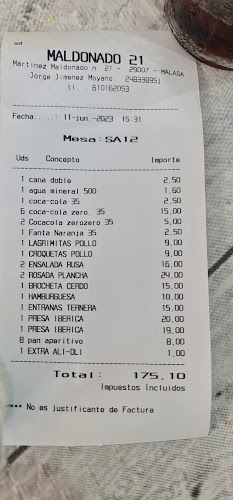 ad
MALDONADO 21
Martinez Maldonado n. 21 - 29007 - MALAGA
Jorge Jimenez Moyano
tl.. 610162053
Fecha.....: 11-jun.-2023 15:31
Mesa:SA12
Uds Concepto Importe
1 cana doble 2,50
1 agua mineral 500 1,60
1 coca-cola 35 2,50
6 coca-cola zero. 35 15,00
2 Cocacola zerozero 35 5,00
1 Fanta Naranja 35 2,50
1 LAGRIMITAS POLLO 9,00
1 CROQUETAS POLLO 9,00
2 ENSALADA RUSA 16,00
2 ROSADA PLANCHA 24,00
1 BROCHETA CERDO 15,00
1 HAMBURGUESA 10,00
1 ENTRANAS TERNERA 15,00
1 PRESA IBERICA 20,00
1 PRESA IBERICA 19,00
8 pan aperitivo 8,00
1 EXTRA ALI-OLI 1,00
Total: 175,10
Impuestos Incluidos
**** No es justificante de Factura